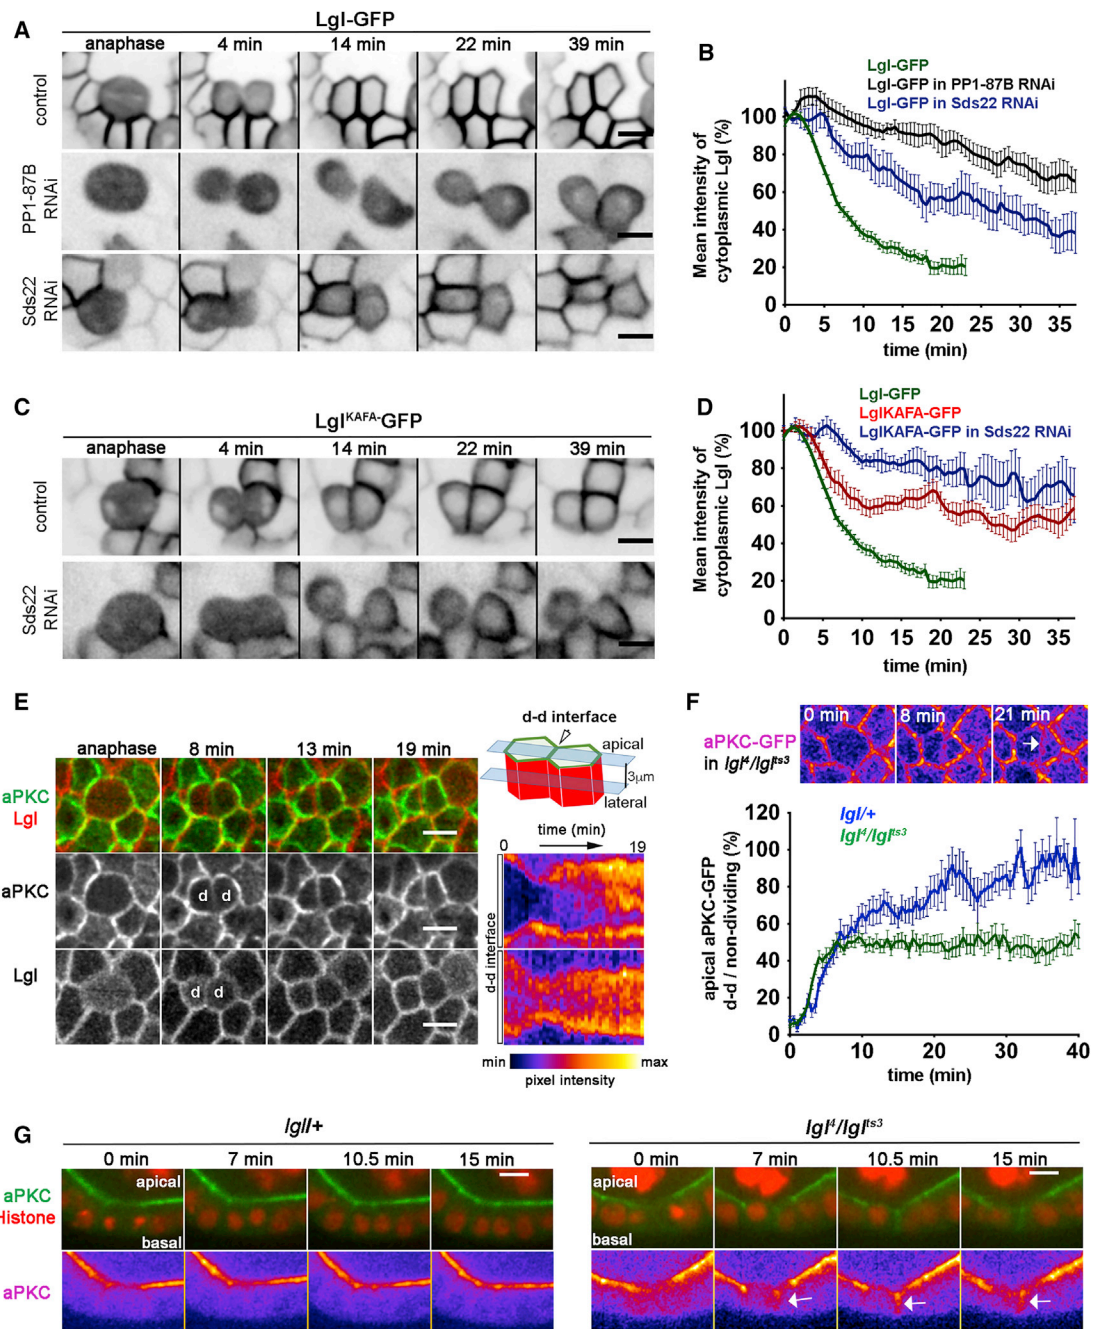 A
Lgl-GFP
anaphase 4 min 14 min 22 min 39 min
control
PP1-87B RNAi
Sds22 RNAi
B
Lgl-GFP
Lgl-GFP in PP1-87B RNAi
Lgl-GFP in Sds22 RNAi
Mean intensity of
cytoplasmic Lgl (%)
100
80
60
40
20
0
0 5 10 15 20 25 30 35
time (min)
C
LglKAFA-GFP
anaphase 4 min 14 min 22 min 39 min
control
Sds22 RNAi
D
Lgl-GFP
LglKAFA-GFP
LglKAFA-GFP in Sds22 RNAi
Mean intensity of
cytoplasmic Lgl (%)
100
80
60
40
20
0
0 5 10 15 20 25 30 35
time (min)
E
anaphase 8 min 13 min 19 min
aPKC
Lgl
aPKC
d d
Lgl
d d
d-d interface
apical
3μm
lateral
time (min)
0 19
d-d interface
min max
pixel intensity
F
0 min 8 min 21 min
aPKC-GFP
in lgl4/lglts3
lgl/+
lgl4/lglts3
apical aPKC-GFP
d-d / non-dividing (%)
120
100
80
60
40
20
0
0 10 20 30 40
time (min)
G
lgl/+
0 min 7 min 10.5 min 15 min
aPKC
Histone
apical
basal
aPKC
lgl4/lglts3
0 min 7 min 10.5 min 15 min
apical
basal